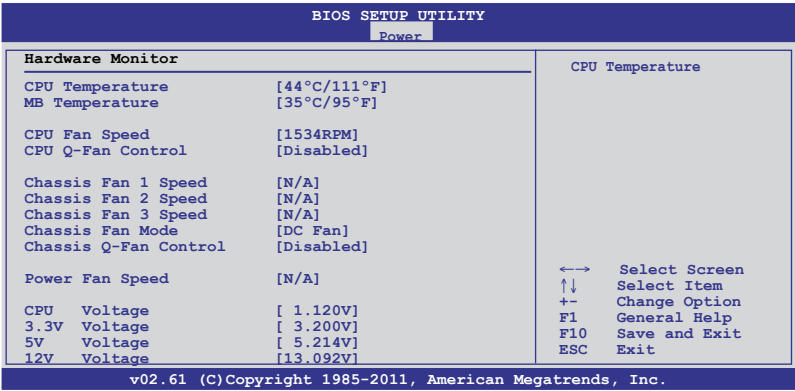 BIOS SETUP UTILITY
Power
Hardware Monitor
CPU Temperature [44°C/111°F]
MB Temperature [35°C/95°F]
CPU Fan Speed [1534RPM]
CPU Q-Fan Control [Disabled]
Chassis Fan 1 Speed [N/A]
Chassis Fan 2 Speed [N/A]
Chassis Fan 3 Speed [N/A]
Chassis Fan Mode [DC Fan]
Chassis Q-Fan Control [Disabled]
Power Fan Speed [N/A]
CPU Voltage [ 1.120V]
3.3V Voltage [ 3.200V]
5V Voltage [ 5.214V]
12V Voltage [13.092V]
CPU Temperature
←→ Select Screen
↑↓ Select Item
+- Change Option
F1 General Help
F10 Save and Exit
ESC Exit
v02.61 (C)Copyright 1985-2011, American Megatrends, Inc.